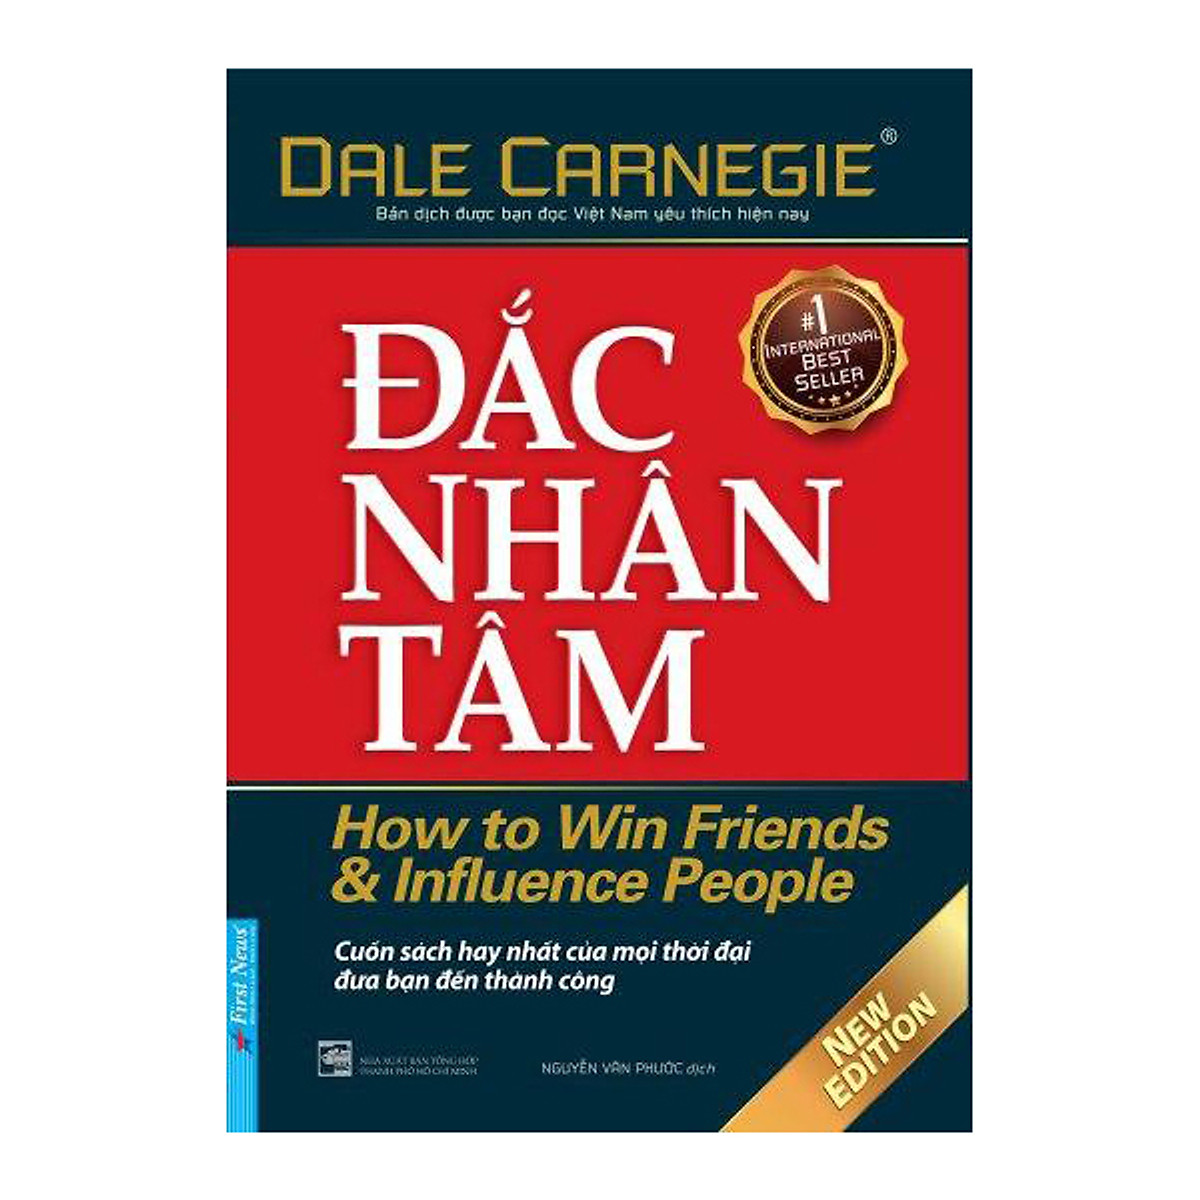 DALE CARNEGIE®
Bản dịch được bạn đọc Việt Nam yêu thích hiện nay
#1
INTERNATIONAL
BEST
SELLER
ĐẮC
NHÂN
TÂM
How to Win Friends
& Influence People
Cuốn sách hay nhất của mọi thời đại
đưa bạn đến thành công
First News
NHÀ XUẤT BẢN TỔNG HỢP
THÀNH PHỐ HỒ CHÍ MINH
NGUYỄN VĂN PHƯỚC dịch
NEW
EDITION